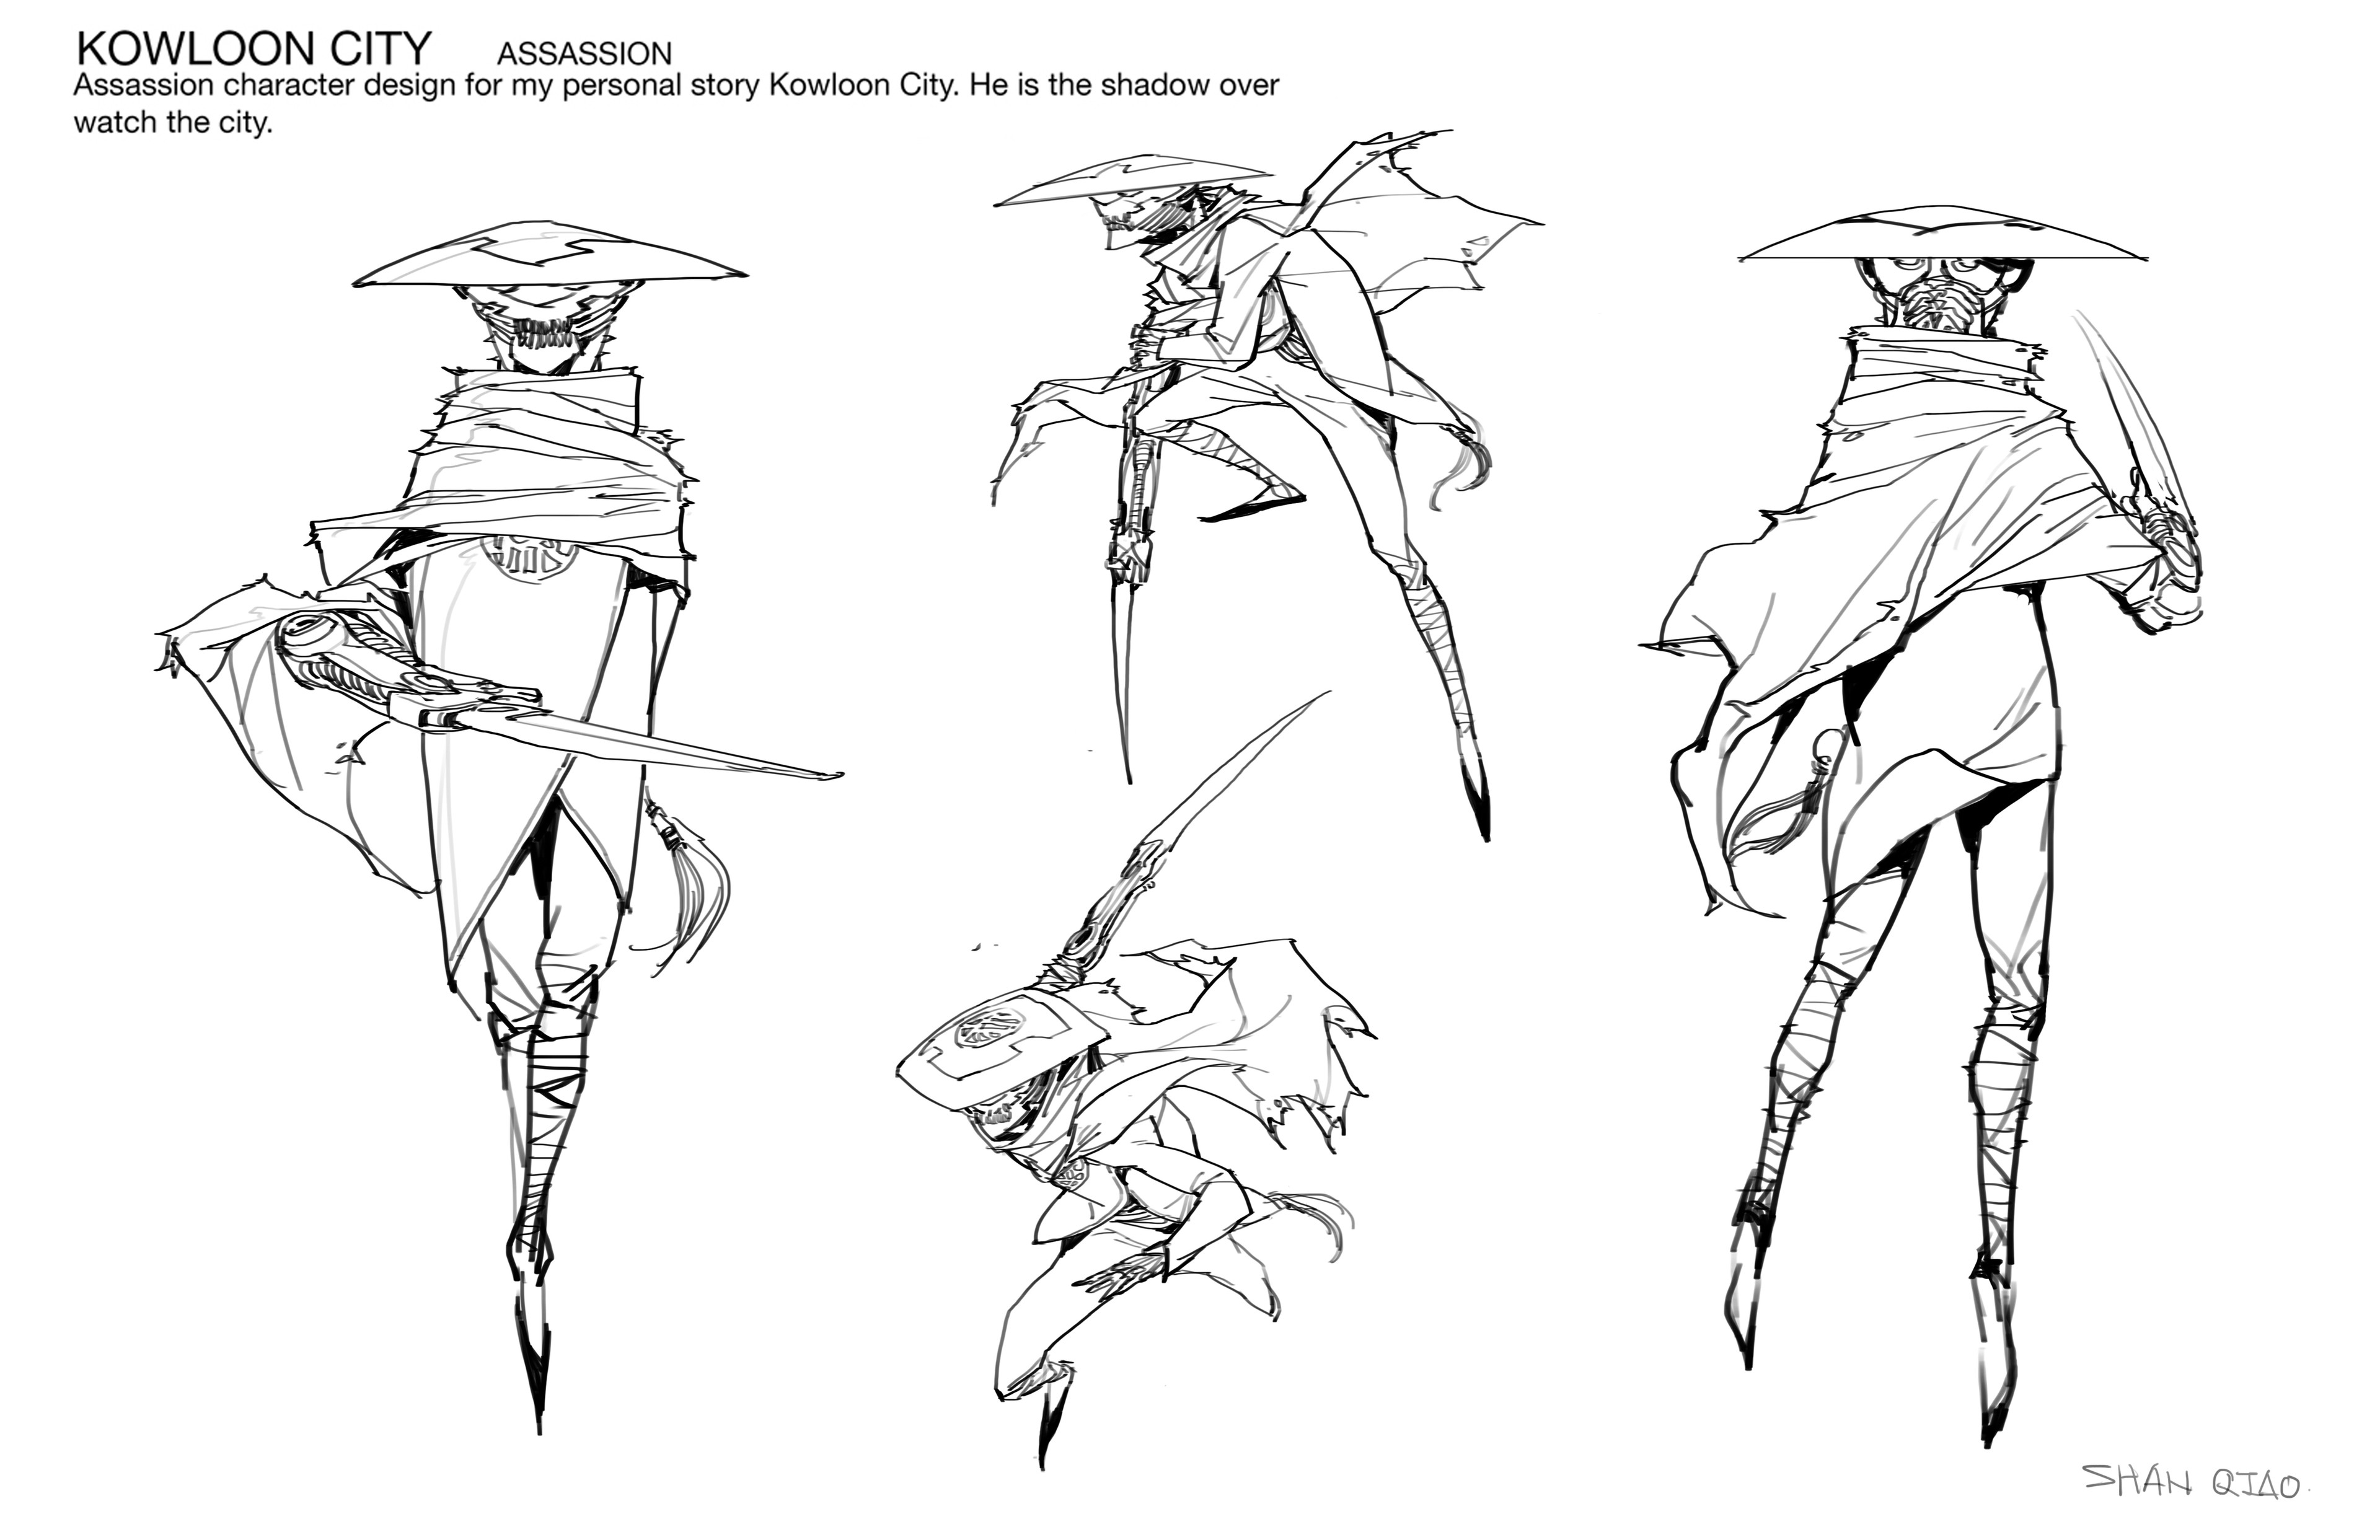 KOWLOON CITY ASSASSION
Assassion character design for my personal story Kowloon City. He is the shadow over
watch the city.
SHAN QIAO.